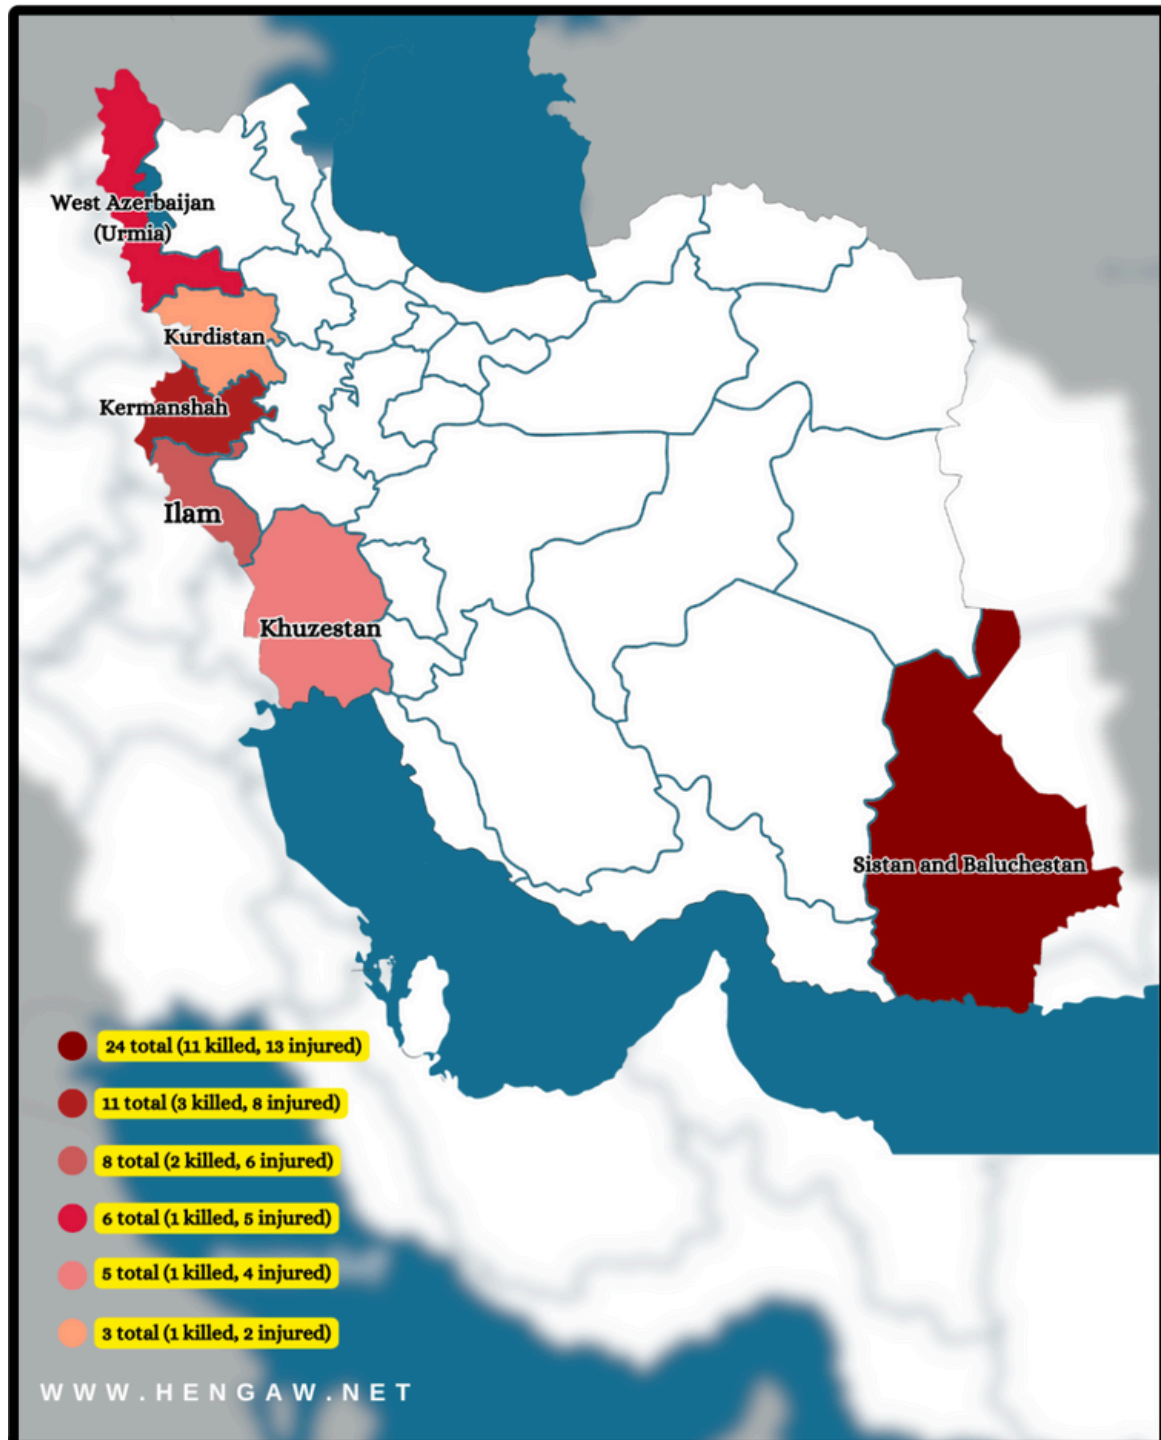 West Azerbaijan
(Urmia)
Kurdistan
Kermanshah
Ilam
Khuzestan
Sistan and Baluchestan
24 total (11 killed, 13 injured)
11 total (3 killed, 8 injured)
8 total (2 killed, 6 injured)
6 total (1 killed, 5 injured)
5 total (1 killed, 4 injured)
3 total (1 killed, 2 injured)
WWW.HENGAW.NET